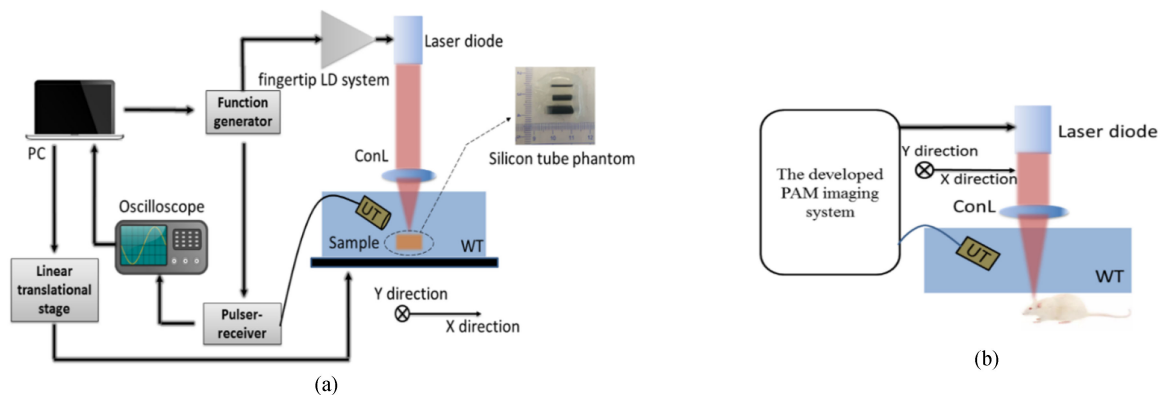 Laser diode
fingertip LD system
Function
generator
PC
Silicon tube phantom
ConL
Oscilloscope
UT
Sample
WT
Linear
translational
stage
Pulser-
receiver
Y direction
X direction
(a)
Laser diode
Y direction
X direction
The developed
PAM imaging
system
ConL
UT
WT
(b)